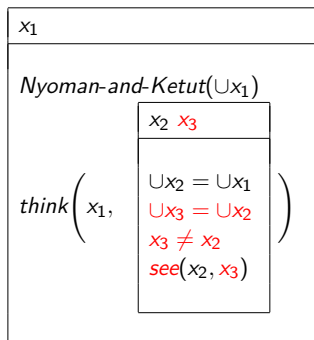 x₁
Nyoman-and-Ketut(∪x₁)
x₂ x₃
∪x₂ = ∪x₁
think(x₁,
∪x₃ = ∪x₂
x₃ ≠ x₂
see(x₂, x₃)
)